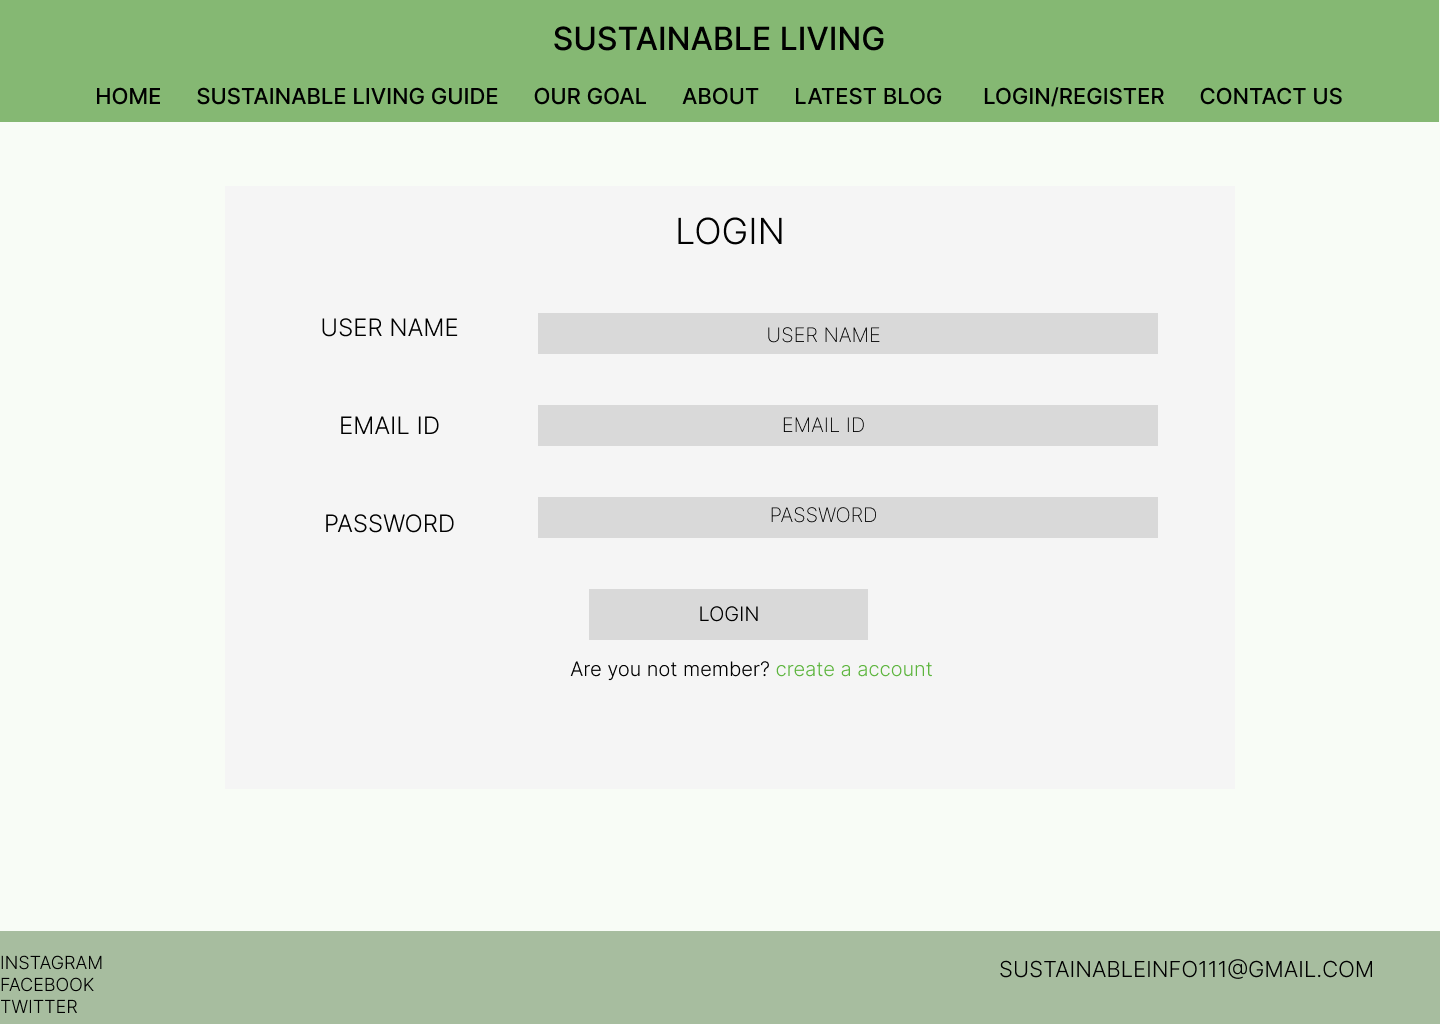 SUSTAINABLE LIVING
HOME SUSTAINABLE LIVING GUIDE OUR GOAL ABOUT LATEST BLOG LOGIN/REGISTER CONTACT US
LOGIN
USER NAME USER NAME
EMAIL ID EMAIL ID
PASSWORD PASSWORD
LOGIN
Are you not member? create a account
INSTAGRAM
FACEBOOK
TWITTER
SUSTAINABLEINFO111@GMAIL.COM